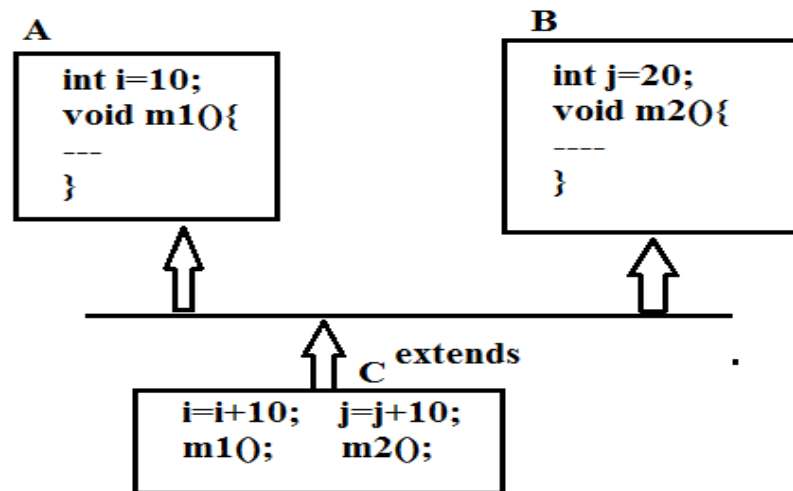 A
int i=10;
void m1(){
---
}
B
int j=20;
void m2(){
----
}
extends
C
i=i+10; j=j+10;
m1(); m2();
.